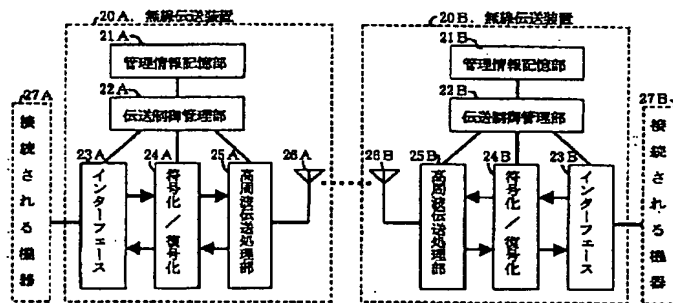 20A、無線伝送装置
21A
管理情報記憶部
22A
伝送制御管理部
27A
接続される機器
23A
インターフェース
24A
符号化/復号化
25A
高周波伝送処理部
26A
20B、無線伝送装置
21B
管理情報記憶部
22B
伝送制御管理部
26B
25B
高周波伝送処理部
24B
符号化/復号化
23B
インターフェース
27B
接続される機器